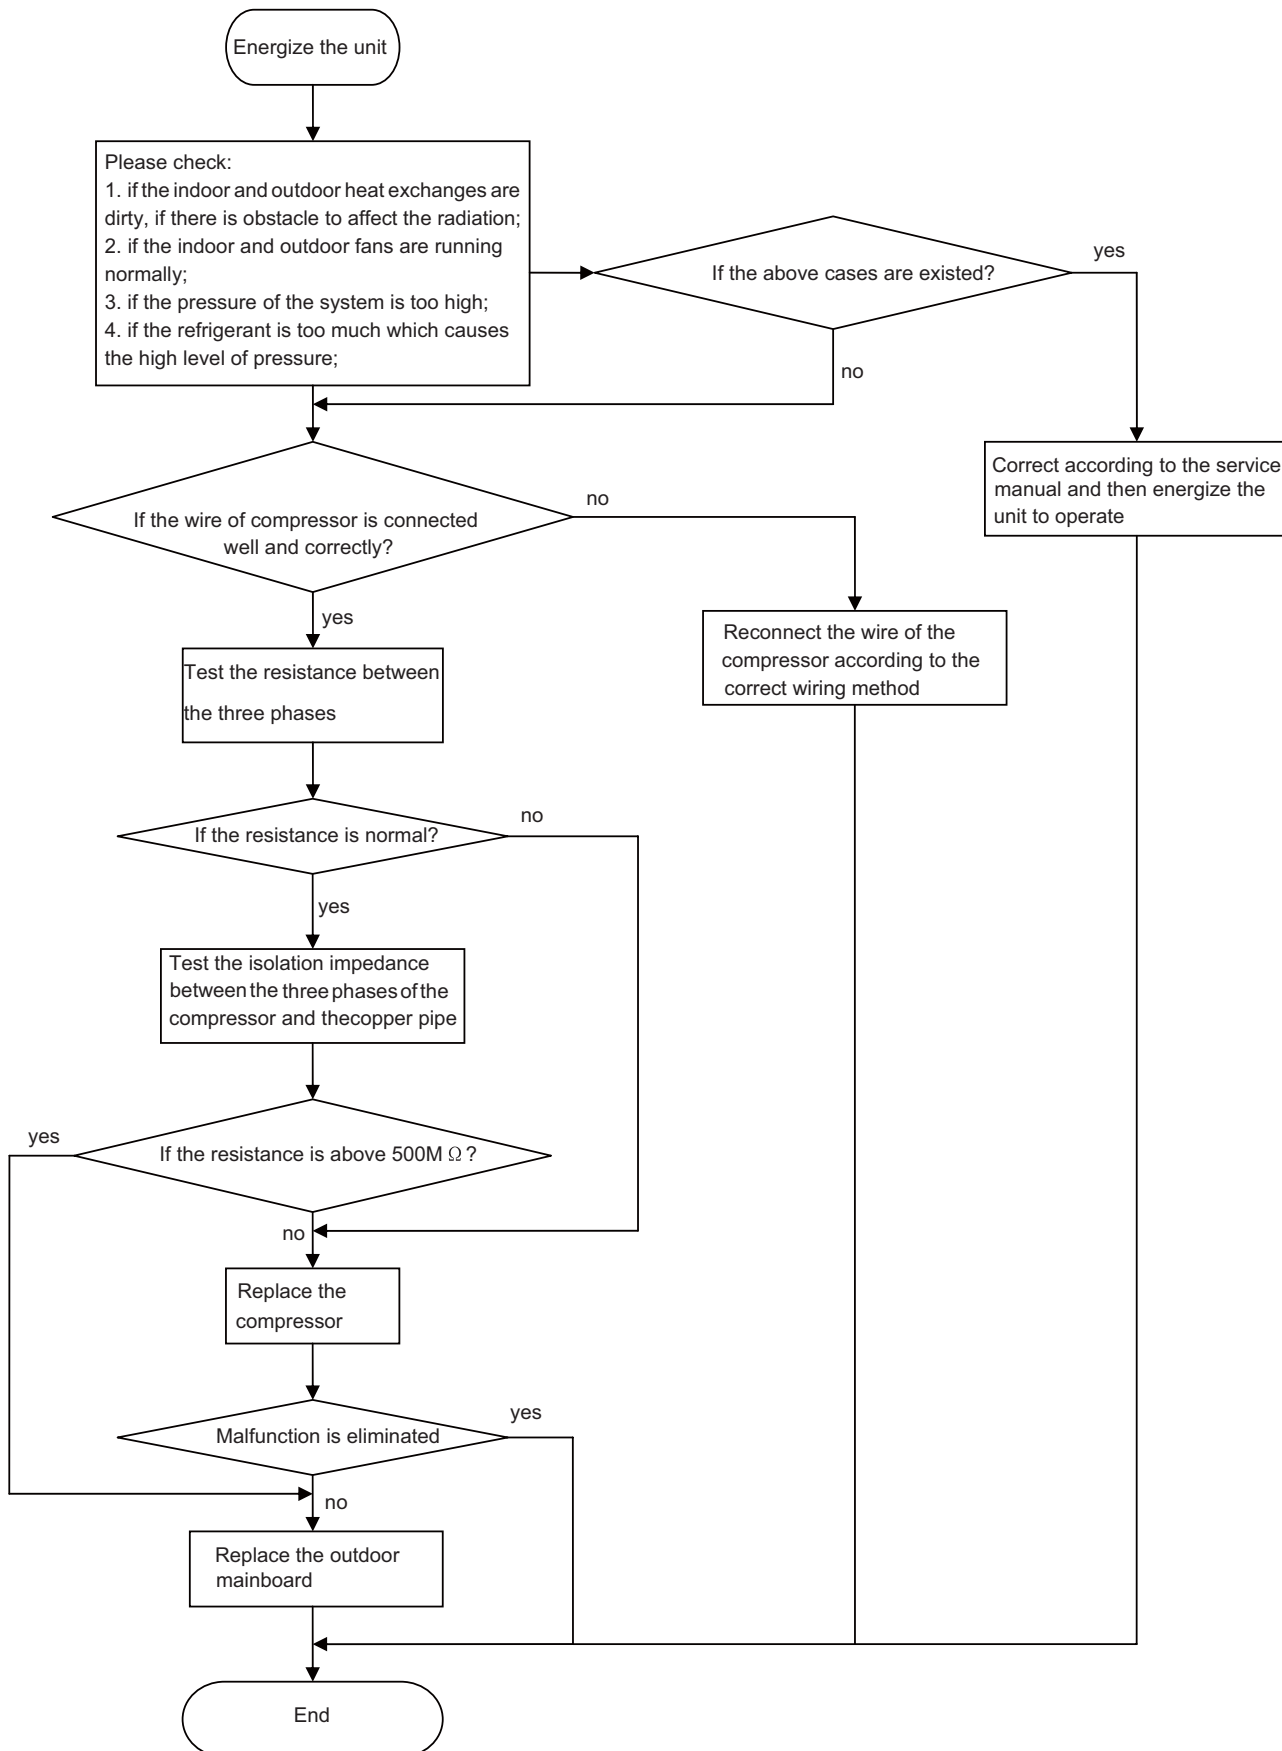 Energize the unit
Please check:
1. if the indoor and outdoor heat exchanges are
dirty, if there is obstacle to affect the radiation;
2. if the indoor and outdoor fans are running
normally;
3. if the pressure of the system is too high;
4. if the refrigerant is too much which causes
the high level of pressure;
If the above cases are existed?
yes
no
Correct according to the service
manual and then energize the
unit to operate
If the wire of compressor is connected
well and correctly?
no
yes
Reconnect the wire of the
compressor according to the
correct wiring method
Test the resistance between
the three phases
If the resistance is normal?
no
yes
Test the isolation impedance
between the three phases of the
compressor and thecopper pipe
If the resistance is above 500M Ω ?
yes
no
Replace the
compressor
Malfunction is eliminated
yes
no
Replace the outdoor
mainboard
End